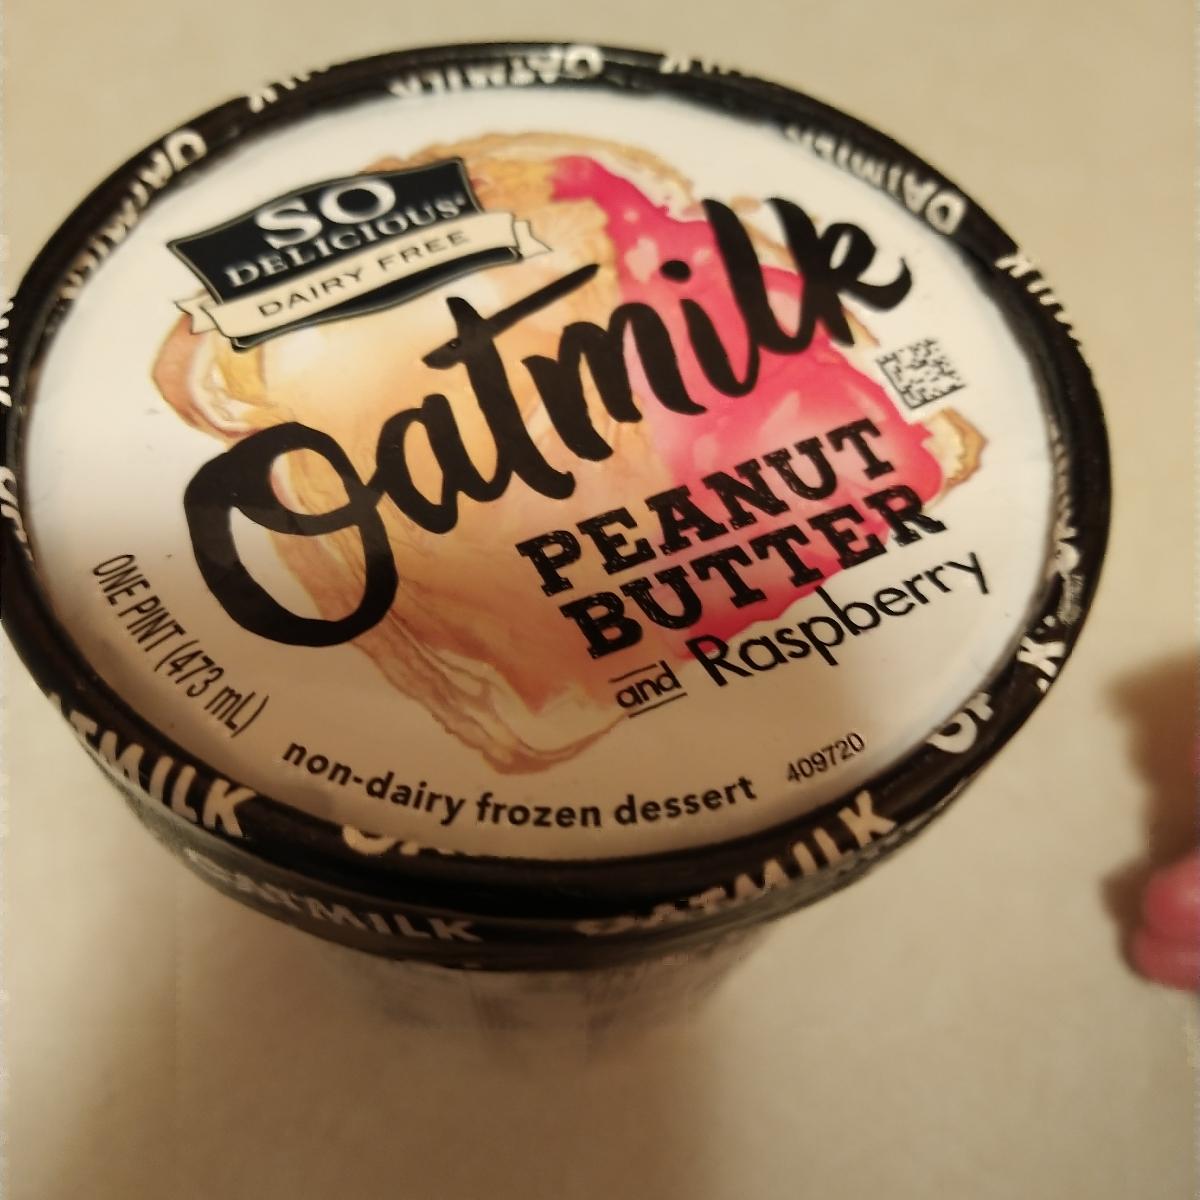 SO
DELICIOUS®
DAIRY FREE
Oatmilk
PEANUT
BUTTER
and Raspberry
ONE PINT (473 mL)
non-dairy frozen dessert
409720
OATMILK
OATMILK
OATMILK
OATMILK